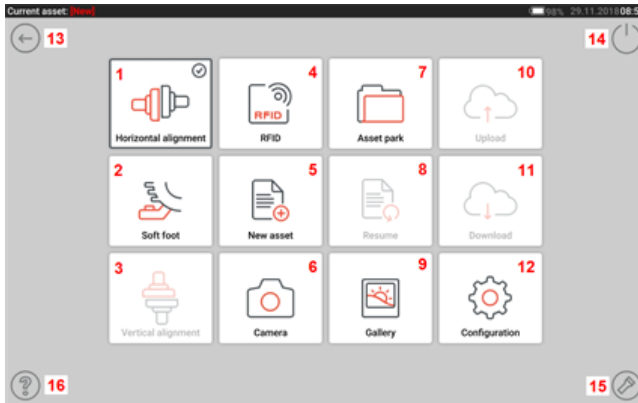 Current asset: [New] 98% 29.11.2018 08:5
13 14
1 4 7 10
RFID
Horizontal alignment RFID Asset park Upload
2 5 8 11
Soft foot New asset Resume Download
3 6 9 12
Vertical alignment Camera Gallery Configuration
16 15